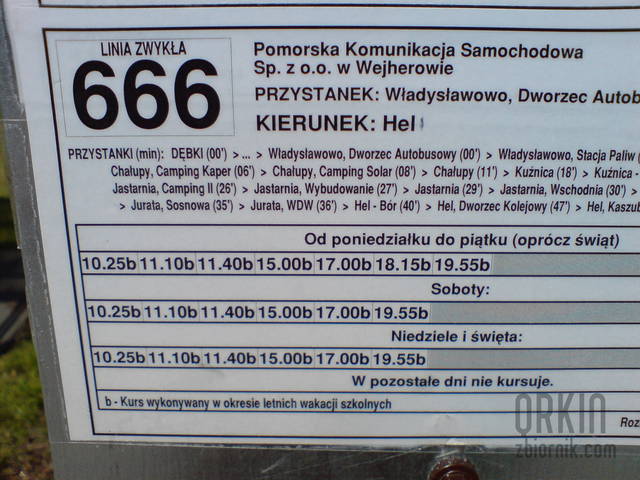 LINIA ZWYKŁA
666
Pomorska Komunikacja Samochodowa
Sp. z o.o. w Wejherowie
PRZYSTANEK: Władysławowo, Dworzec Autob
KIERUNEK: Hel
PRZYSTANKI (min): DĘBKI (00') >... > Władysławowo, Dworzec Autobusowy (00') > Władysławowo, Stacja Paliw (
Chałupy, Camping Kaper (06') > Chałupy, Camping Solar (08') > Chałupy (11') > Kuźnica (18') > Kuźnica -
Jastarnia, Camping II (26') > Jastarnia, Wybudowanie (27') > Jastarnia (29') > Jastarnia, Wschodnia (30') >
> Jurata, Sosnowa (35') > Jurata, WDW (36') > Hel - Bór (40') > Hel, Dworzec Kolejowy (47') > Hel, Kaszub
Od poniedziałku do piątku (oprócz świąt)
10.25b 11.10b 11.40b 15.00b 17.00b 18.15b 19.55b
Soboty:
10.25b 11.10b 11.40b 15.00b 17.00b 19.55b
Niedziele i święta:
10.25b 11.10b 11.40b 15.00b 17.00b 19.55b
W pozostałe dni nie kursuje.
b - Kurs wykonywany w okresie letnich wakacji szkolnych
Roz
ORKIN
zbiornik.com